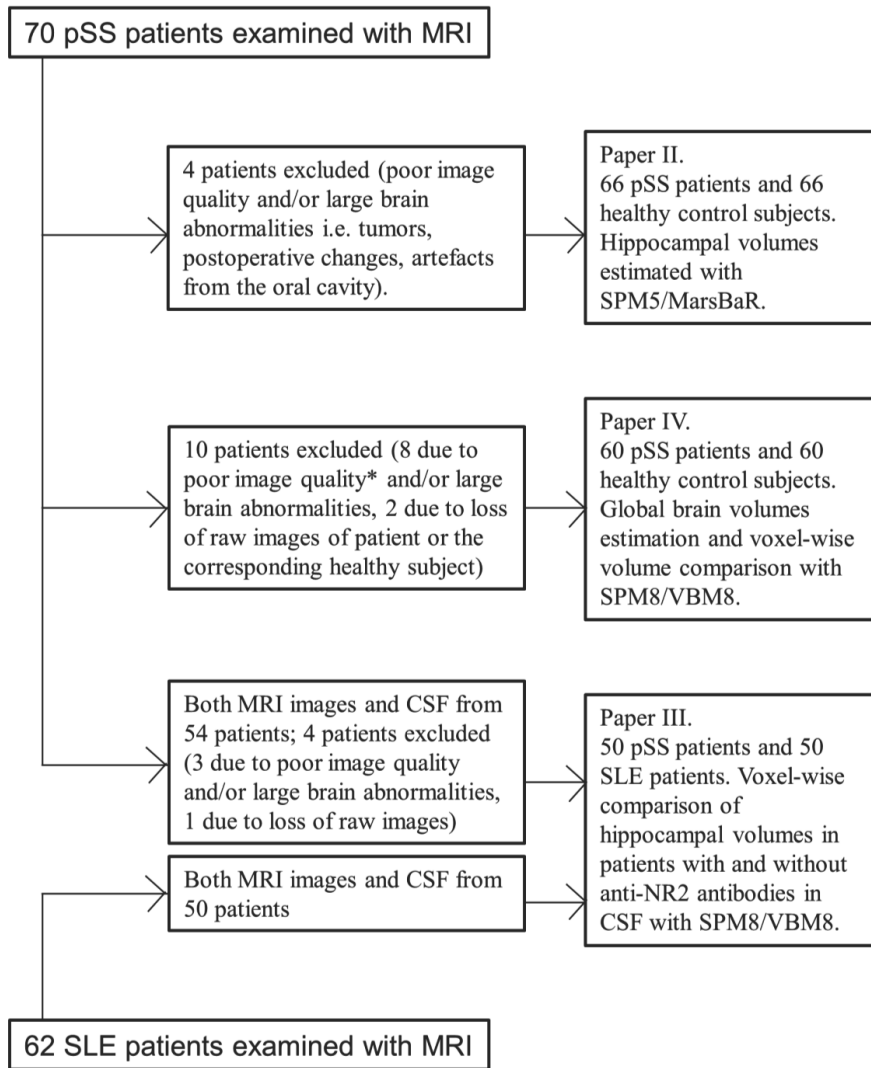 70 pSS patients examined with MRI
4 patients excluded (poor image
quality and/or large brain
abnormalities i.e. tumors,
postoperative changes, artefacts
from the oral cavity).
Paper II.
66 pSS patients and 66
healthy control subjects.
Hippocampal volumes
estimated with
SPM5/MarsBaR.
10 patients excluded (8 due to
poor image quality* and/or large
brain abnormalities, 2 due to loss
of raw images of patient or the
corresponding healthy subject)
Paper IV.
60 pSS patients and 60
healthy control subjects.
Global brain volumes
estimation and voxel-wise
volume comparison with
SPM8/VBM8.
Both MRI images and CSF from
54 patients; 4 patients excluded
(3 due to poor image quality
and/or large brain abnormalities,
1 due to loss of raw images)
Both MRI images and CSF from
50 patients
Paper III.
50 pSS patients and 50
SLE patients. Voxel-wise
comparison of
hippocampal volumes in
patients with and without
anti-NR2 antibodies in
CSF with SPM8/VBM8.
62 SLE patients examined with MRI